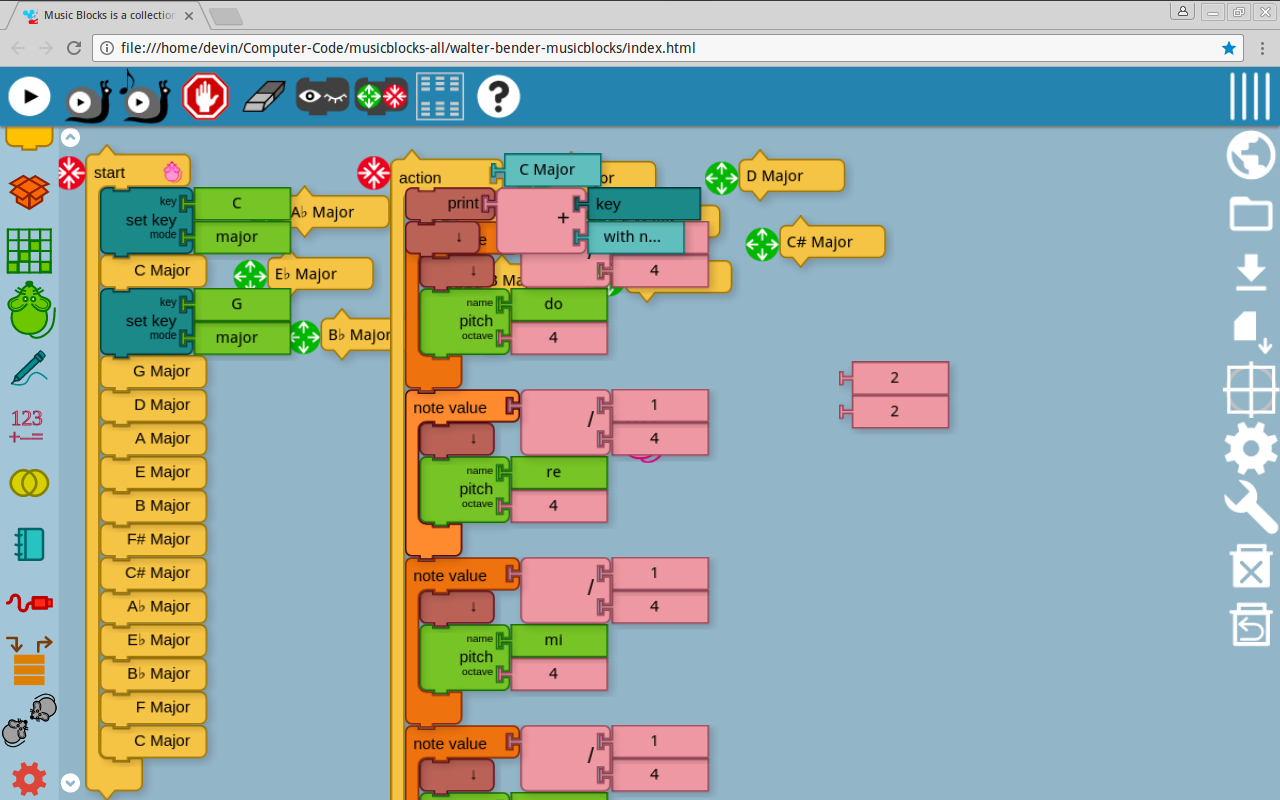 Music Blocks is a collectio
file:///home/devin/Computer-Code/musicblocks-all/walter-bender-musicblocks/index.html
start
key
C
set key
mode
major
C Major
key
G
set key
mode
major
G Major
D Major
A Major
E Major
B Major
F# Major
C# Major
A♭ Major
E♭ Major
B♭ Major
F Major
C Major
A♭ Major
E♭ Major
B♭ Major
action
C Major
or
print
+
key
↓
e
with n...
↓
/
4
B Ma
name
do
pitch
octave
4
note value
/
1
↓
4
name
re
pitch
octave
4
note value
/
1
↓
4
name
mi
pitch
octave
4
note value
/
1
↓
4
D Major
C# Major
2
2
123
+-=
?